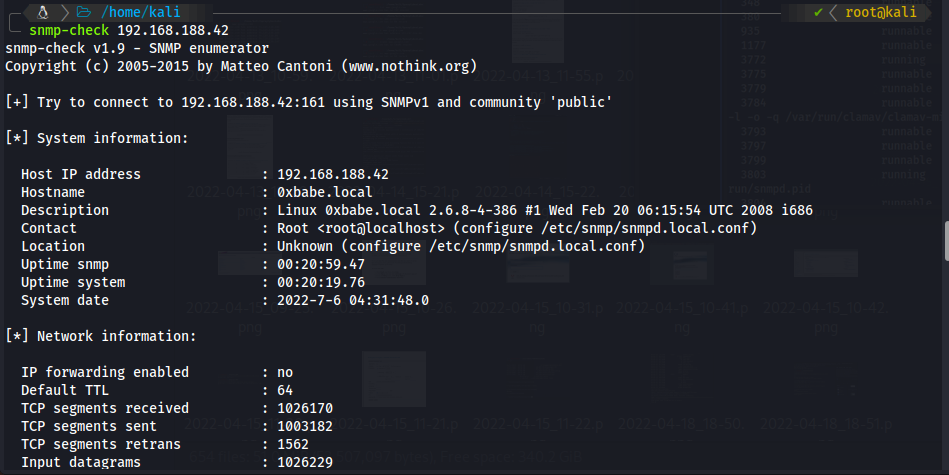 /home/kali
✔ root@kali
snmp-check 192.168.188.42
snmp-check v1.9 - SNMP enumerator
Copyright (c) 2005-2015 by Matteo Cantoni (www.nothink.org)
[+] Try to connect to 192.168.188.42:161 using SNMPv1 and community 'public'
[*] System information:
Host IP address : 192.168.188.42
Hostname : 0xbabe.local
Description : Linux 0xbabe.local 2.6.8-4-386 #1 Wed Feb 20 06:15:54 UTC 2008 i686
Contact : Root <root@localhost> (configure /etc/snmp/snmpd.local.conf)
Location : Unknown (configure /etc/snmp/snmpd.local.conf)
Uptime snmp : 00:20:59.47
Uptime system : 00:20:19.76
System date : 2022-7-6 04:31:48.0
[*] Network information:
IP forwarding enabled : no
Default TTL : 64
TCP segments received : 1026170
TCP segments sent : 1003182
TCP segments retrans : 1562
Input datagrams : 1026229